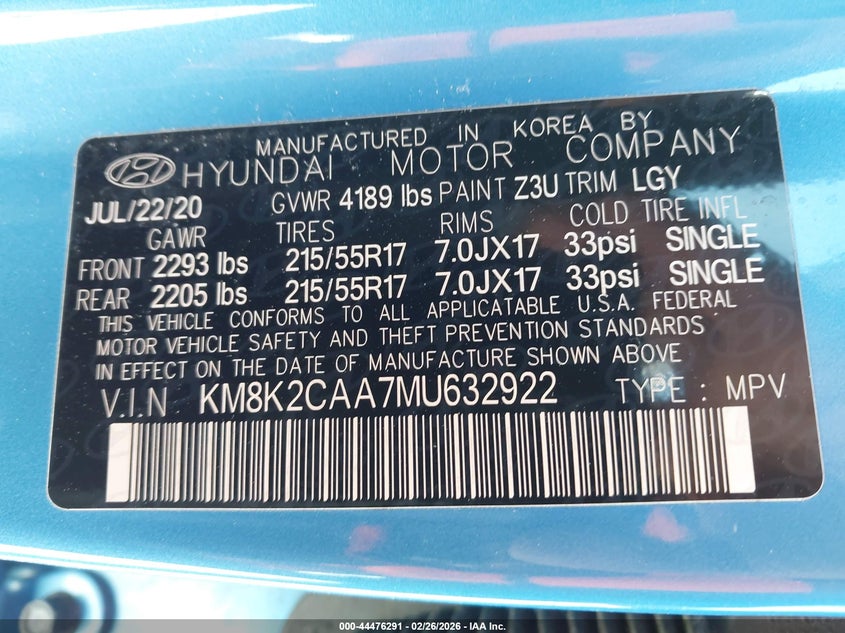 MANUFACTURED IN KOREA BY
HYUNDAI MOTOR COMPANY
JUL/22/20 GVWR 4189 lbs PAINT Z3U TRIM LGY
GAWR TIRES RIMS COLD TIRE INFL
FRONT 2293 lbs 215/55R17 7.0JX17 33psi SINGLE
REAR 2205 lbs 215/55R17 7.0JX17 33psi SINGLE
THIS VEHICLE CONFORMS TO ALL APPLICATABLE U.S.A. FEDERAL
MOTOR VEHICLE SAFETY AND THEFT PREVENTION STANDARDS
IN EFFECT ON THE DATE OF MANUFACTURE SHOWN ABOVE
V.I.N KM8K2CAA7MU632922 TYPE : MPV
000-44476291 - 02/26/2026 - IAA Inc.